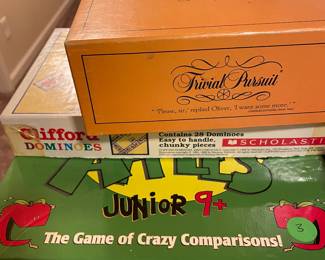 Trivial Pursuit
"Please, sir," replied Oliver, "I want some more."
Clifford
DOMINOES
Contains 28 Dominoes
Easy to handle,
chunky pieces
SCHOLASTI
JUNIOR 9+
The Game of Crazy Comparisons!
3